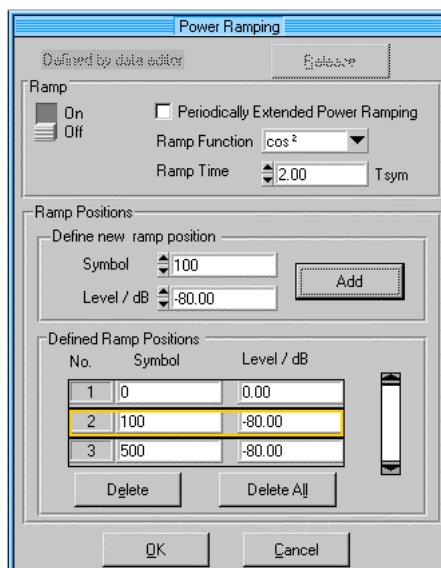 Power Ramping
Defined by data editor
Release
Ramp
On
Off
Periodically Extended Power Ramping
Ramp Function cos²
Ramp Time 2.00 Tsym
Ramp Positions
Define new ramp position
Symbol 100
Level / dB -80.00
Add
Defined Ramp Positions
No. Symbol Level / dB
1 0 0.00
2 100 -80.00
3 500 -80.00
Delete Delete All
OK Cancel